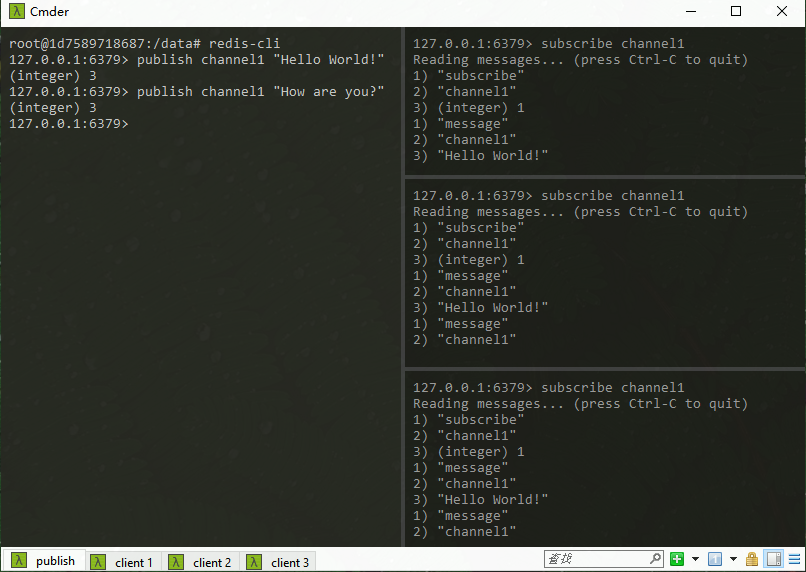 Cmder
root@1d7589718687:/data# redis-cli
127.0.0.1:6379> publish channel1 "Hello World!"
(integer) 3
127.0.0.1:6379> publish channel1 "How are you?"
(integer) 3
127.0.0.1:6379>
127.0.0.1:6379> subscribe channel1
Reading messages... (press Ctrl-C to quit)
1) "subscribe"
2) "channel1"
3) (integer) 1
1) "message"
2) "channel1"
3) "Hello World!"
127.0.0.1:6379> subscribe channel1
Reading messages... (press Ctrl-C to quit)
1) "subscribe"
2) "channel1"
3) (integer) 1
1) "message"
2) "channel1"
3) "Hello World!"
1) "message"
2) "channel1"
127.0.0.1:6379> subscribe channel1
Reading messages... (press Ctrl-C to quit)
1) "subscribe"
2) "channel1"
3) (integer) 1
1) "message"
2) "channel1"
3) "Hello World!"
1) "message"
2) "channel1"
λ publish λ client 1 λ client 2 λ client 3 查找